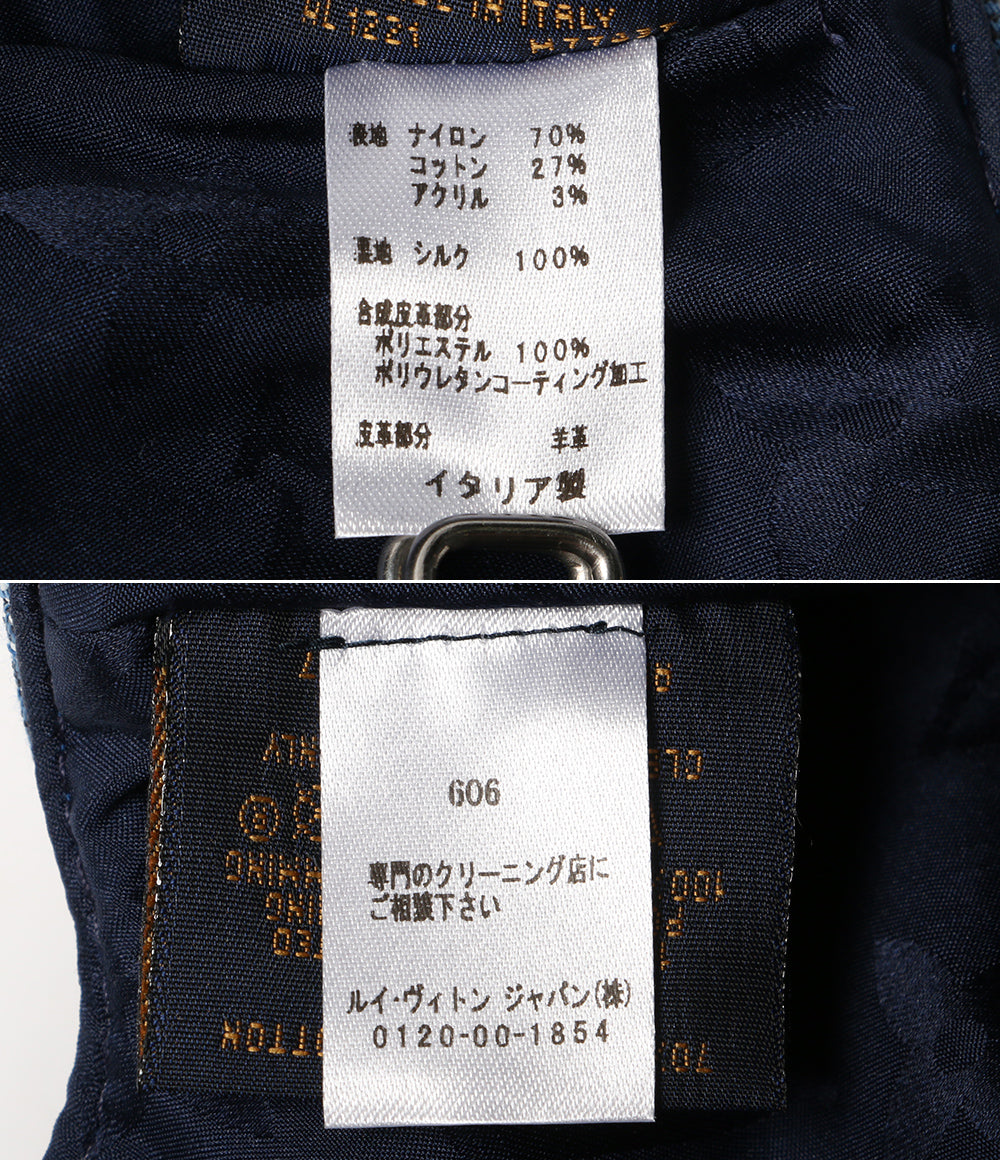 IN ITALY
1221
表地 ナイロン 70%
コットン 27%
アクリル 3%
裏地 シルク 100%
合成皮革部分
ポリエステル 100%
ポリウレタンコーティング加工
皮革部分 羊革
イタリア製
606
専門のクリーニング店に
ご相談下さい
ルイ・ヴィトン ジャパン(株)
0120-00-1854